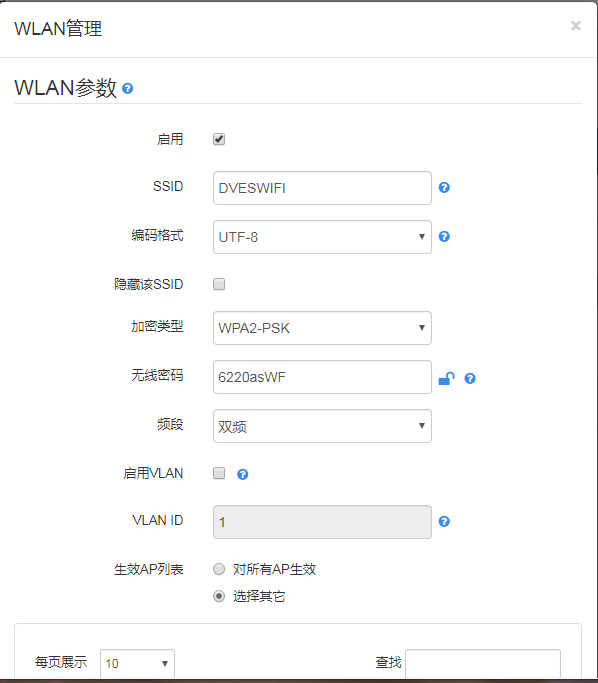 WLAN管理
WLAN参数
启用
SSID DVESWIFI
编码格式 UTF-8
隐藏该SSID
加密类型 WPA2-PSK
无线密码 6220asWF
频段 双频
启用VLAN
VLAN ID 1
生效AP列表 对所有AP生效
选择其它
每页展示 10 查找